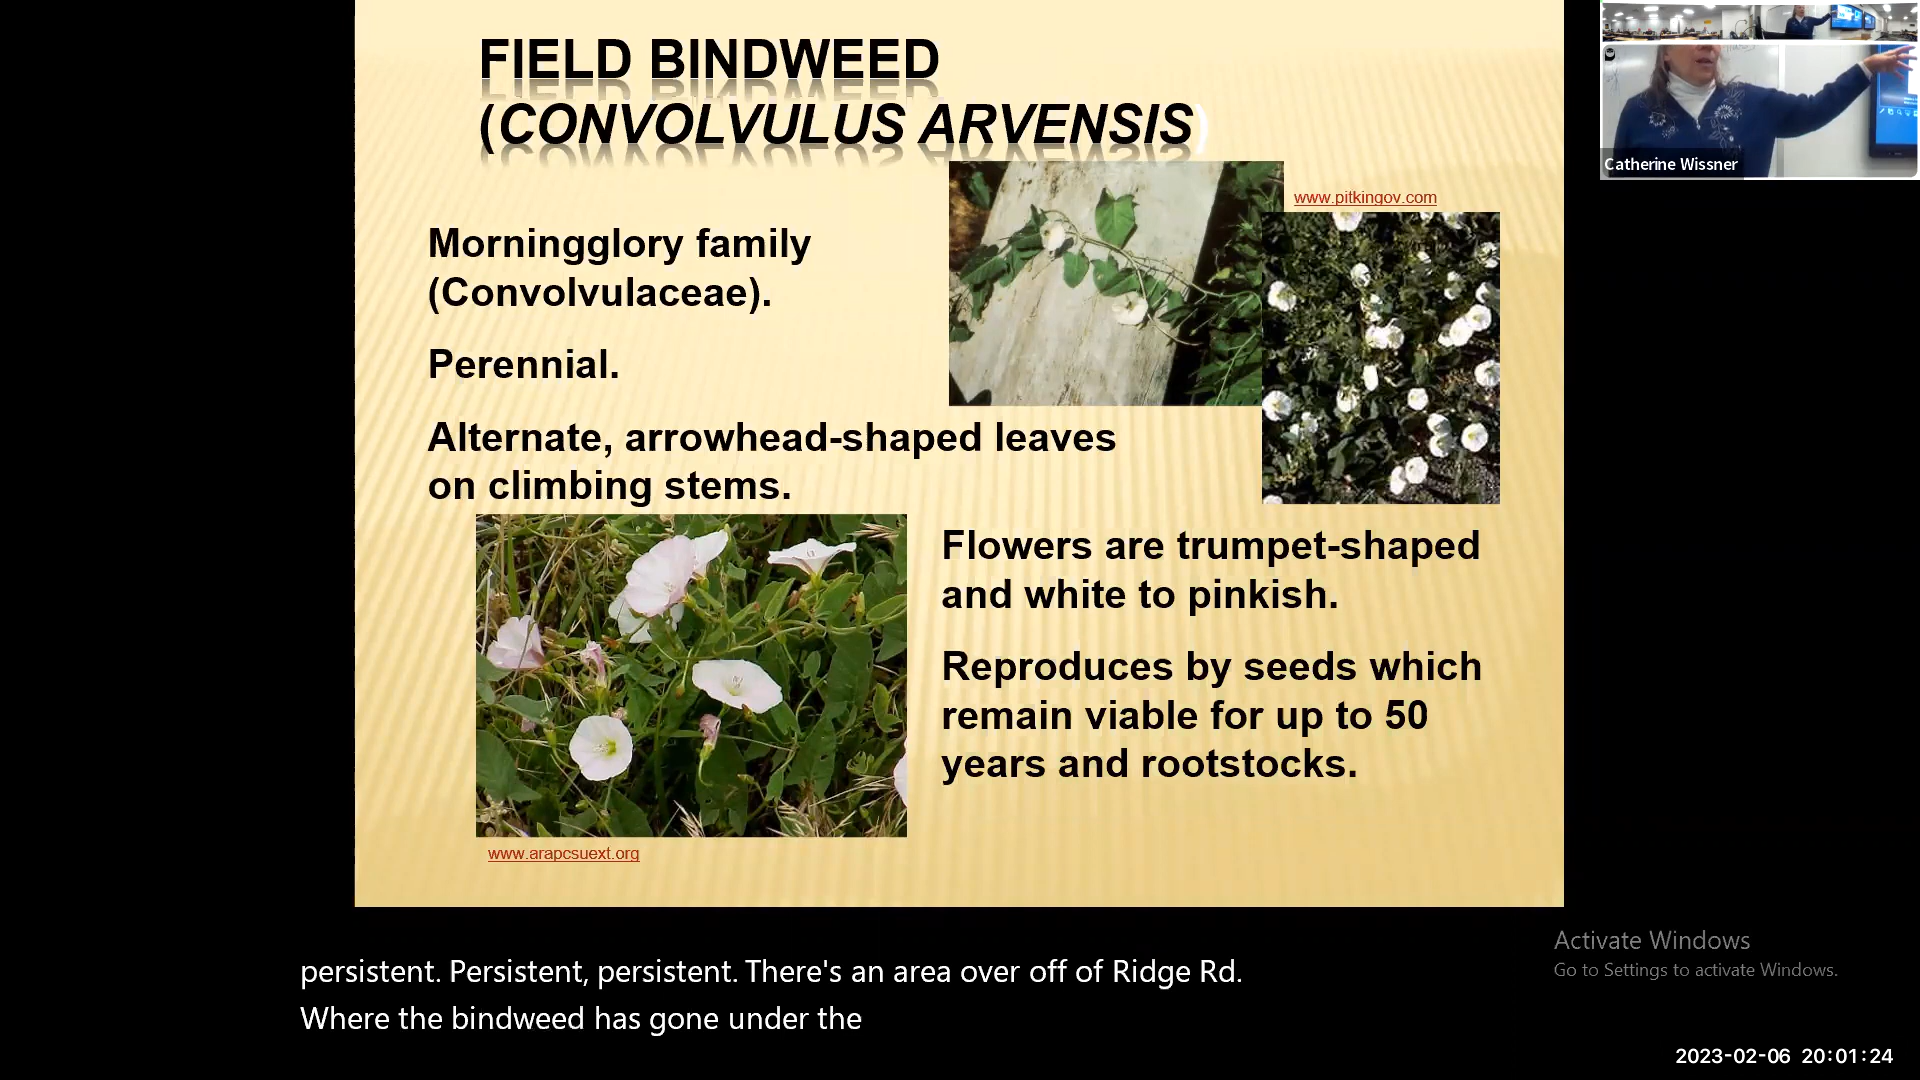 FIELD BINDWEED
(CONVOLVULUS ARVENSIS)
www.pitkingov.com
Morningglory family
(Convolvulaceae).
Perennial.
Alternate, arrowhead-shaped leaves
on climbing stems.
Flowers are trumpet-shaped
and white to pinkish.
Reproduces by seeds which
remain viable for up to 50
years and rootstocks.
www.arapcsuext.org
Catherine Wissner
persistent. Persistent, persistent. There's an area over off of Ridge Rd.
Where the bindweed has gone under the
Activate Windows
Go to Settings to activate Windows.
2023-02-06 20:01:24